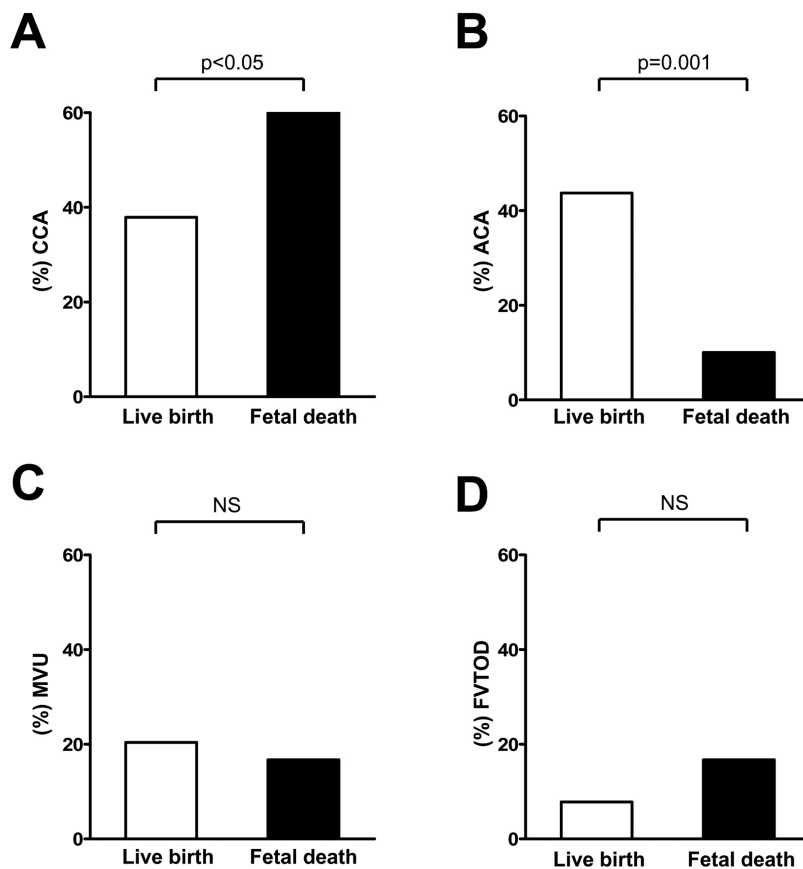 A
p<0.05
(%) CCA
60
40
20
0
Live birth
Fetal death
B
p=0.001
(%) ACA
60
40
20
0
Live birth
Fetal death
C
NS
(%) MVU
60
40
20
0
Live birth
Fetal death
D
NS
(%) FVTOD
60
40
20
0
Live birth
Fetal death